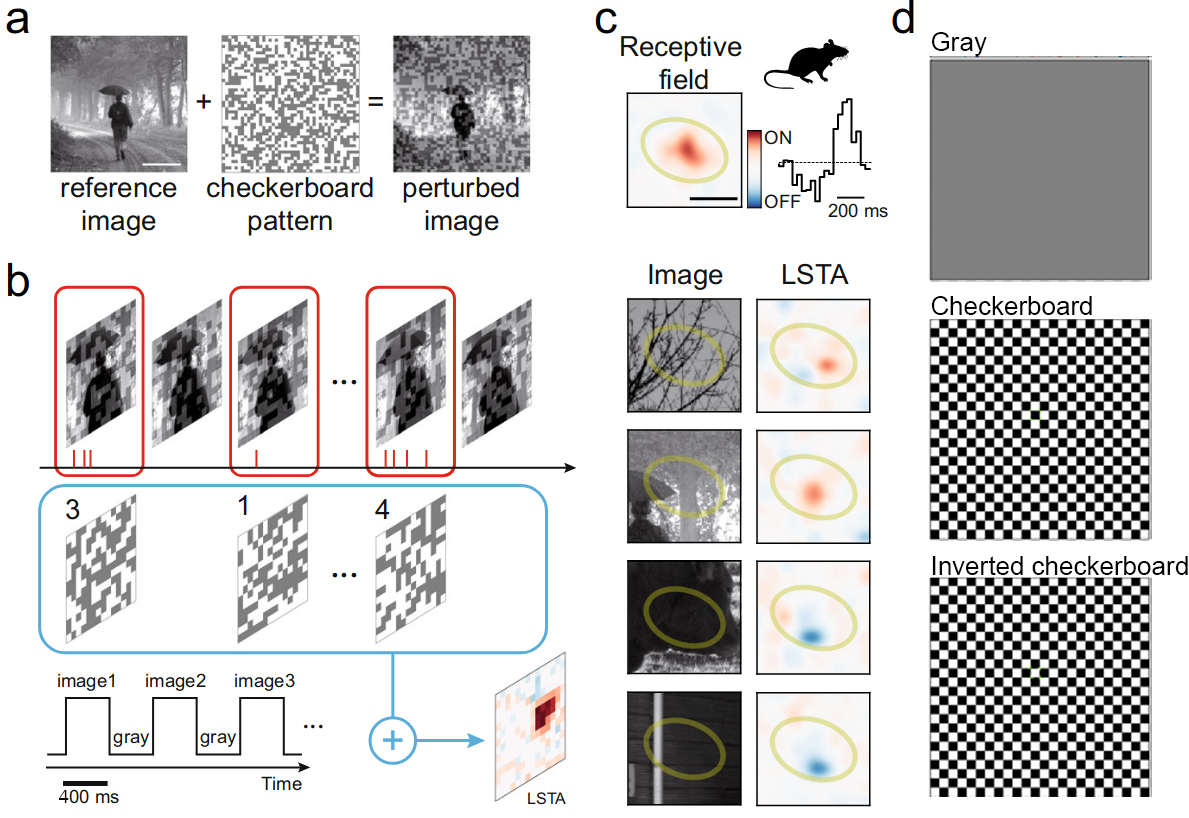 a
+
=
reference
image
checkerboard
pattern
perturbed
image
b
...
3
1
...
4
image1
image2
image3
gray
gray
...
Time
400 ms
+
LSTA
c
Receptive
field
ON
OFF
200 ms
Image
LSTA
d
Gray
Checkerboard
Inverted checkerboard